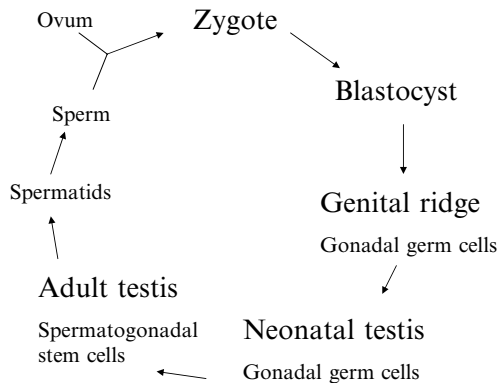 Ovum
Zygote
Blastocyst
Sperm
Spermatids
Genital ridge
Gonadal germ cells
Adult testis
Spermatogonadal
stem cells
Neonatal testis
Gonadal germ cells